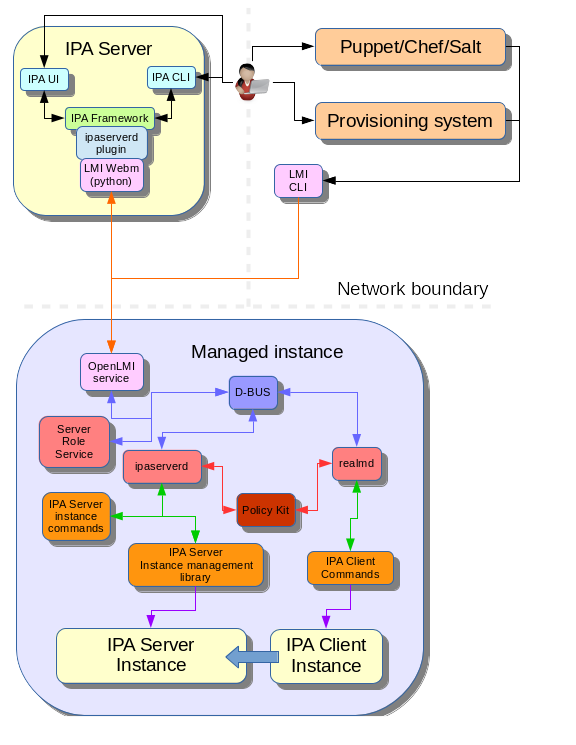 IPA Server
Puppet/Chef/Salt
IPA UI
IPA CLI
IPA Framework
ipaserverd
plugin
LMI Webm
(python)
Provisioning system
LMI
CLI
Network boundary
Managed instance
OpenLMI
service
D-BUS
Server
Role
Service
ipaserverd
realmd
IPA Server
instance
commands
Policy Kit
IPA Server
Instance management
library
IPA Client
Commands
IPA Server
Instance
IPA Client
Instance